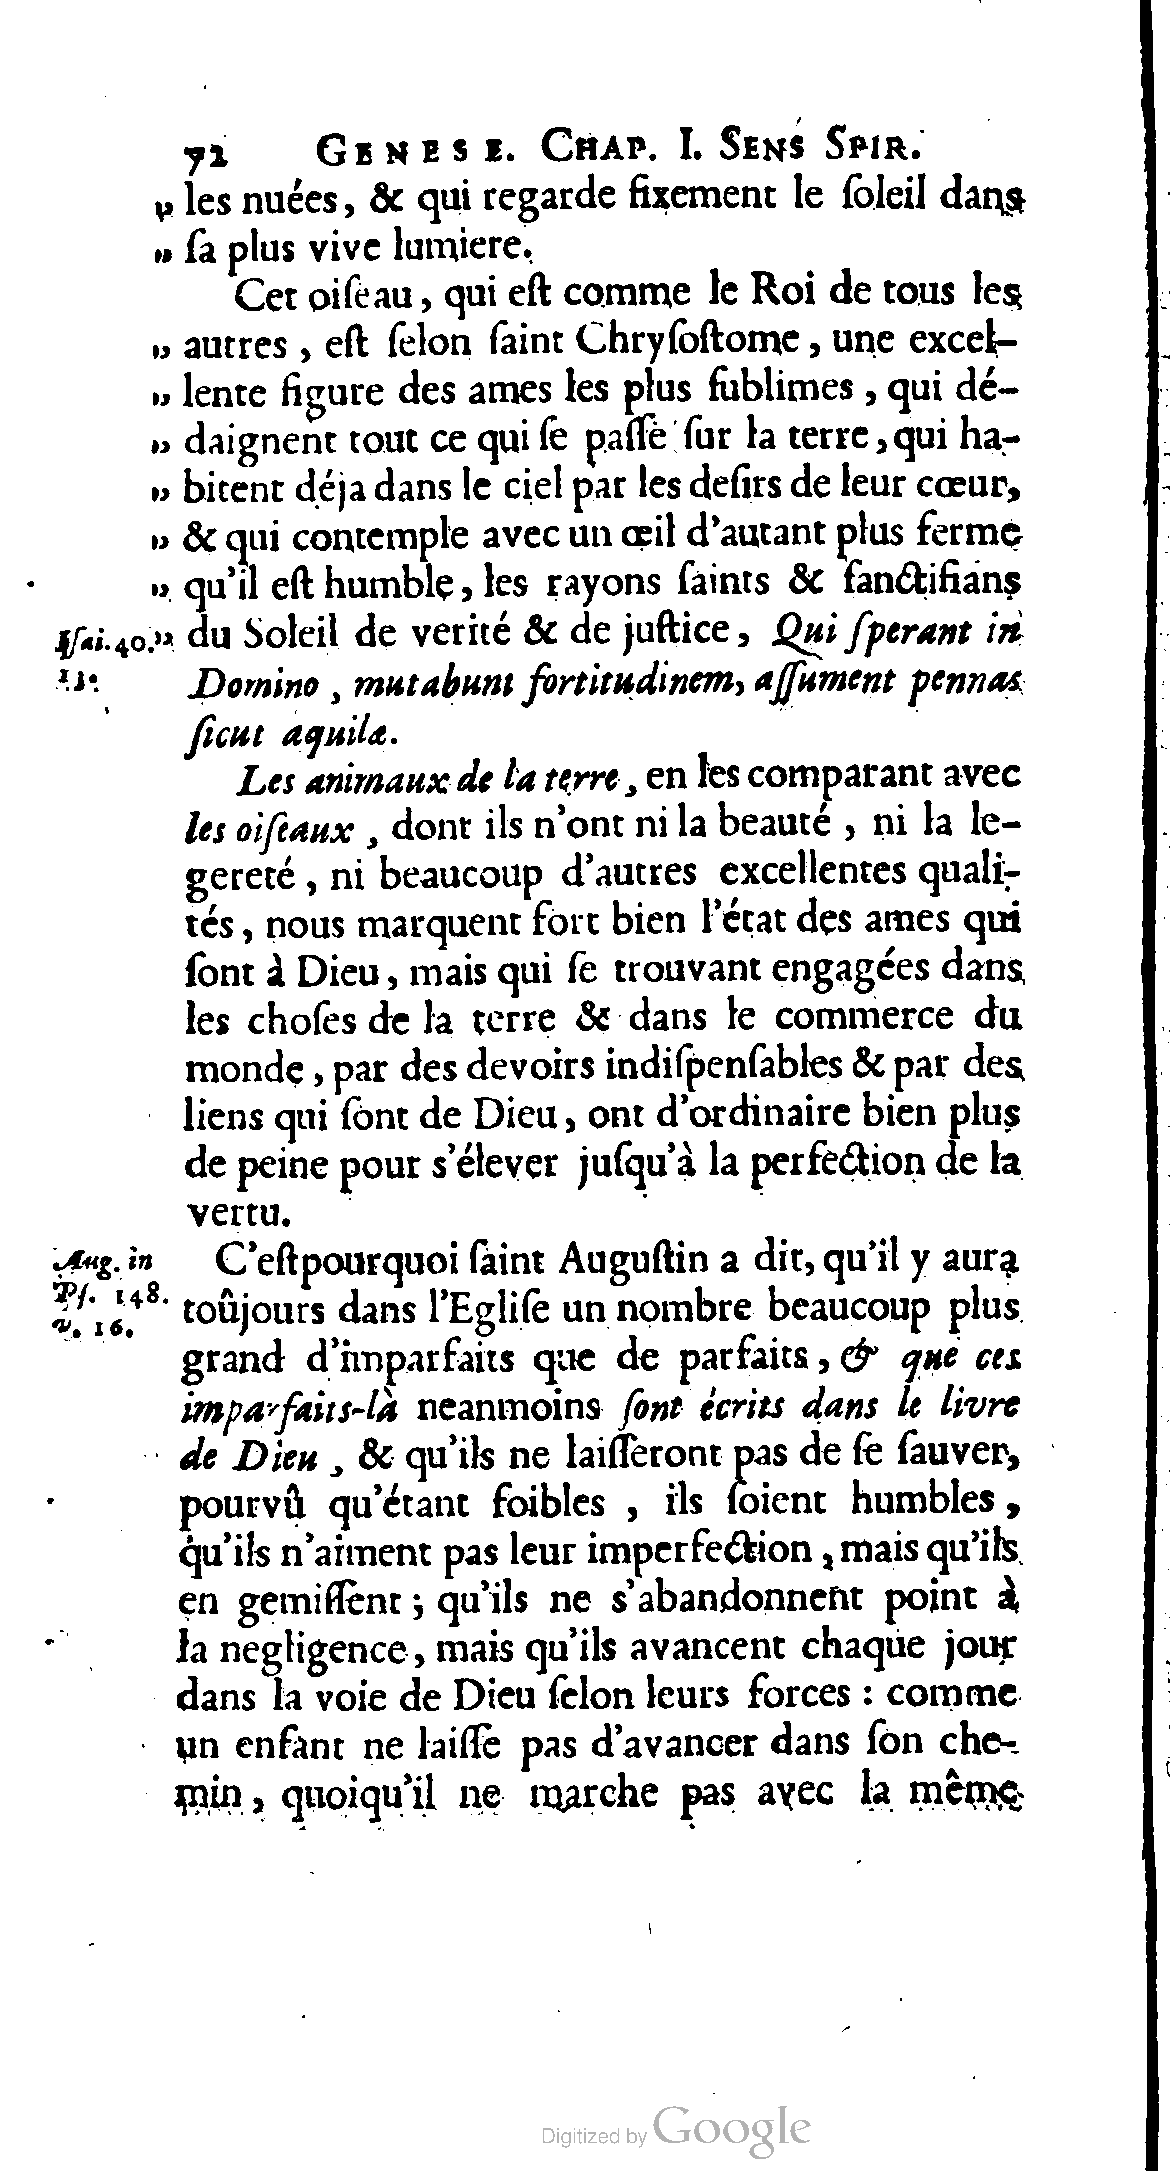 72 GENESE. CHAP. I. SENS SPIR.
„ les nuées, & qui regarde fixement le ſoleil dans
„ ſa plus vive lumiere.
Cet oiſeau, qui eſt comme le Roi de tous les
„ autres, eſt ſelon ſaint Chryſoſtome, une excel-
„ lente figure des ames les plus ſublimes, qui dé-
„ daignent tout ce qui ſe paſſe ſur la terre, qui ha-
„ bitent déja dans le ciel par les deſirs de leur cœur,
„ & qui contemple avec un œil d'autant plus ferme
„ qu'il eſt humble, les rayons ſaints & ſanctifians
Iſai. 40. „ du Soleil de verité & de juſtice, Qui ſperant in
Domino, mutabunt fortitudinem, aſſument pennas
ſicut aquilæ.
Les animaux de la terre, en les comparant avec
les oiſeaux, dont ils n'ont ni la beauté, ni la le-
gereté, ni beaucoup d'autres excellentes quali-
tés, nous marquent fort bien l'état des ames qui
ſont à Dieu, mais qui ſe trouvant engagées dans
les choſes de la terre & dans le commerce du
monde, par des devoirs indiſpenſables & par des
liens qui ſont de Dieu, ont d'ordinaire bien plus
de peine pour s'élever juſqu'à la perfection de la
vertu.
Aug. in
Pſ. 148.
v. 16.
C'eſtpourquoi ſaint Auguſtin a dit, qu'il y aura
toûjours dans l'Egliſe un nombre beaucoup plus
grand d'imparfaits que de parfaits, & que ces
imparfaits-là neanmoins ſont écrits dans le livre
de Dieu, & qu'ils ne laiſſeront pas de ſe ſauver,
pourvû qu'étant foibles, ils ſoient humbles,
qu'ils n'aiment pas leur imperfection, mais qu'ils
en gemiſſent; qu'ils ne s'abandonnent point à
la negligence, mais qu'ils avancent chaque jour
dans la voie de Dieu ſelon leurs forces : comme
un enfant ne laiſſe pas d'avancer dans ſon che-
min, quoiqu'il ne marche pas avec la même
Digitized by Google